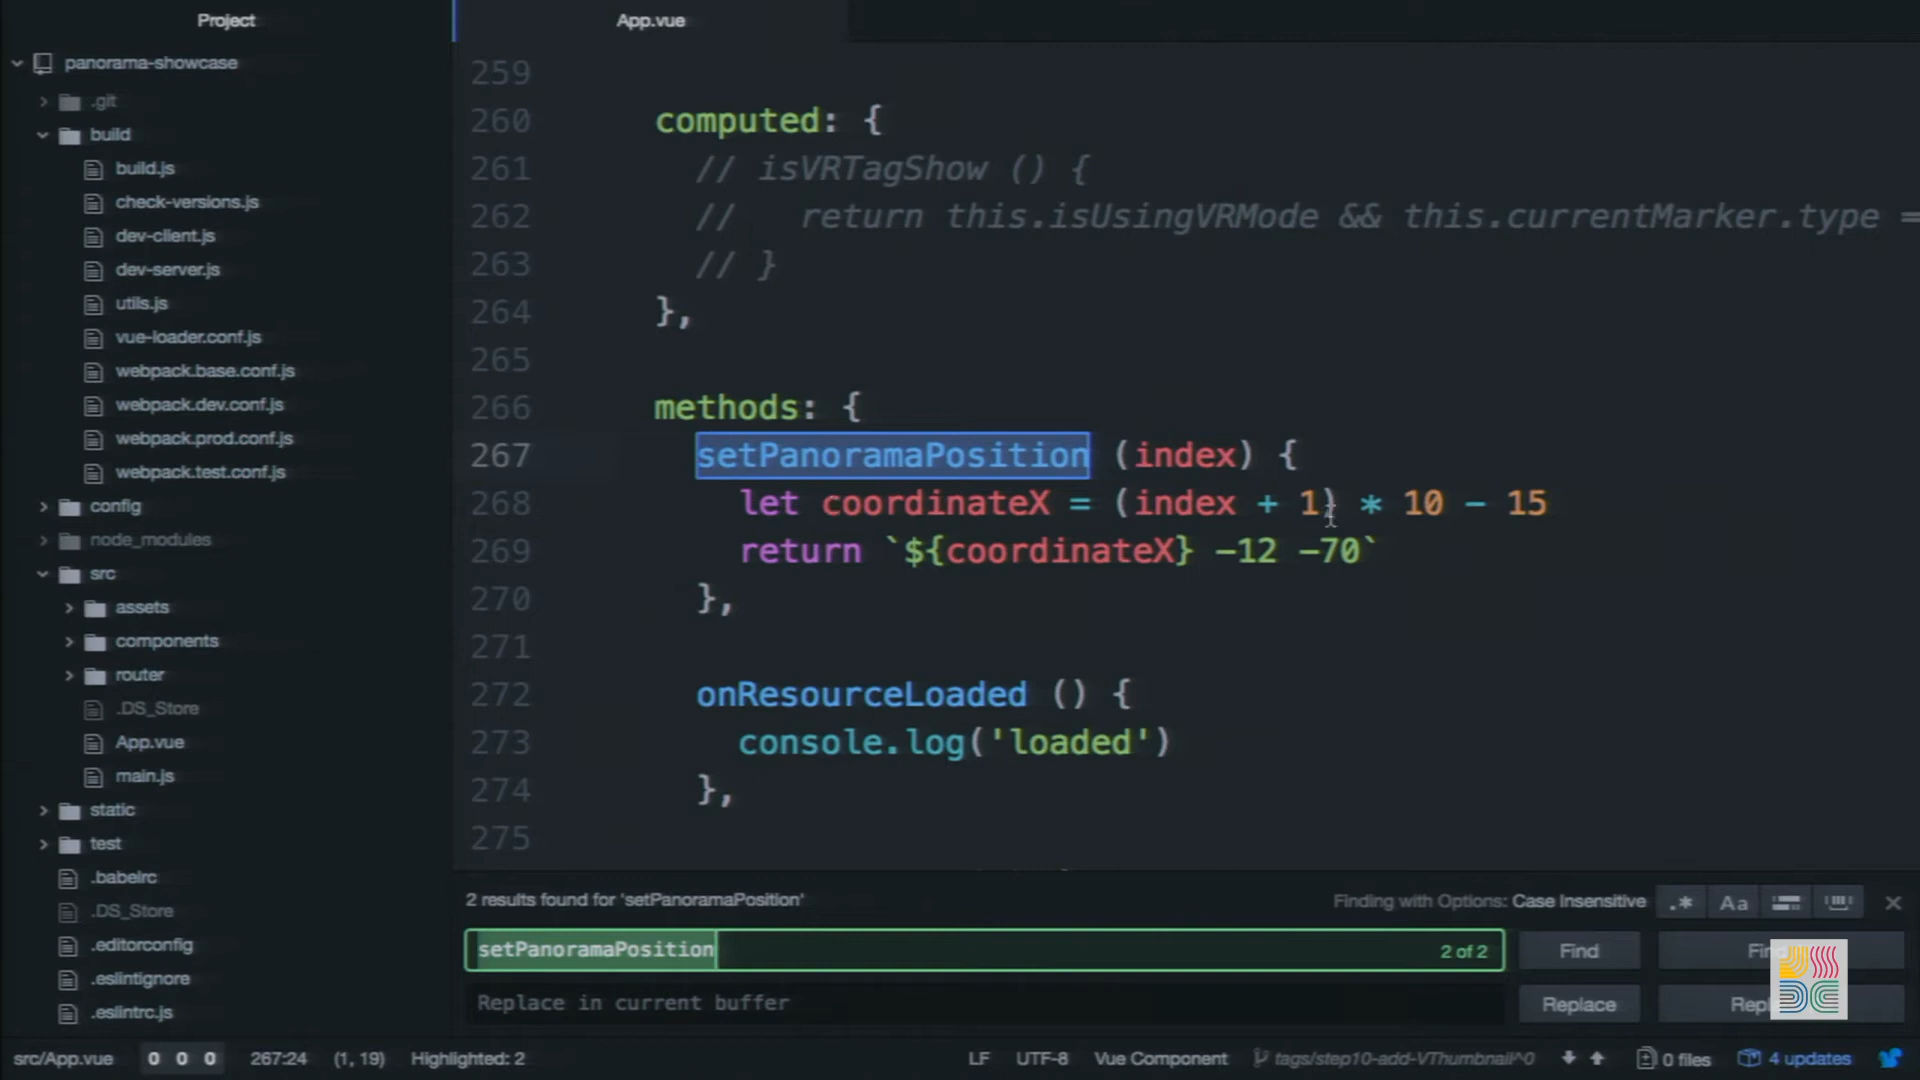 Project
panorama-showcase
.git
build
build.js
check-versions.js
dev-client.js
dev-server.js
utils.js
vue-loader.conf.js
webpack.base.conf.js
webpack.dev.conf.js
webpack.prod.conf.js
webpack.test.conf.js
config
node_modules
src
assets
components
router
.DS_Store
App.vue
main.js
static
test
.babelrc
.DS_Store
.editorconfig
.eslintignore
.eslintrc.js
App.vue
259
260 computed: {
261 // isVRTagShow () {
262 // return this.isUsingVRMode && this.currentMarker.type =
263 // }
264 },
265
266 methods: {
267 setPanoramaPosition (index) {
268 let coordinateX = (index + 1) * 10 - 15
269 return `${coordinateX} -12 -70`
270 },
271
272 onResourceLoaded () {
273 console.log('loaded')
274 },
275
2 results found for 'setPanoramaPosition' Finding with Options: Case Insensitive .* Aa
setPanoramaPosition 2 of 2 Find
Replace in current buffer Replace
src/App.vue 0 0 0 267:24 (1, 19) Highlighted: 2 LF UTF-8 Vue Component tags/step10-add-VThumbnail^0 0 files 4 updates